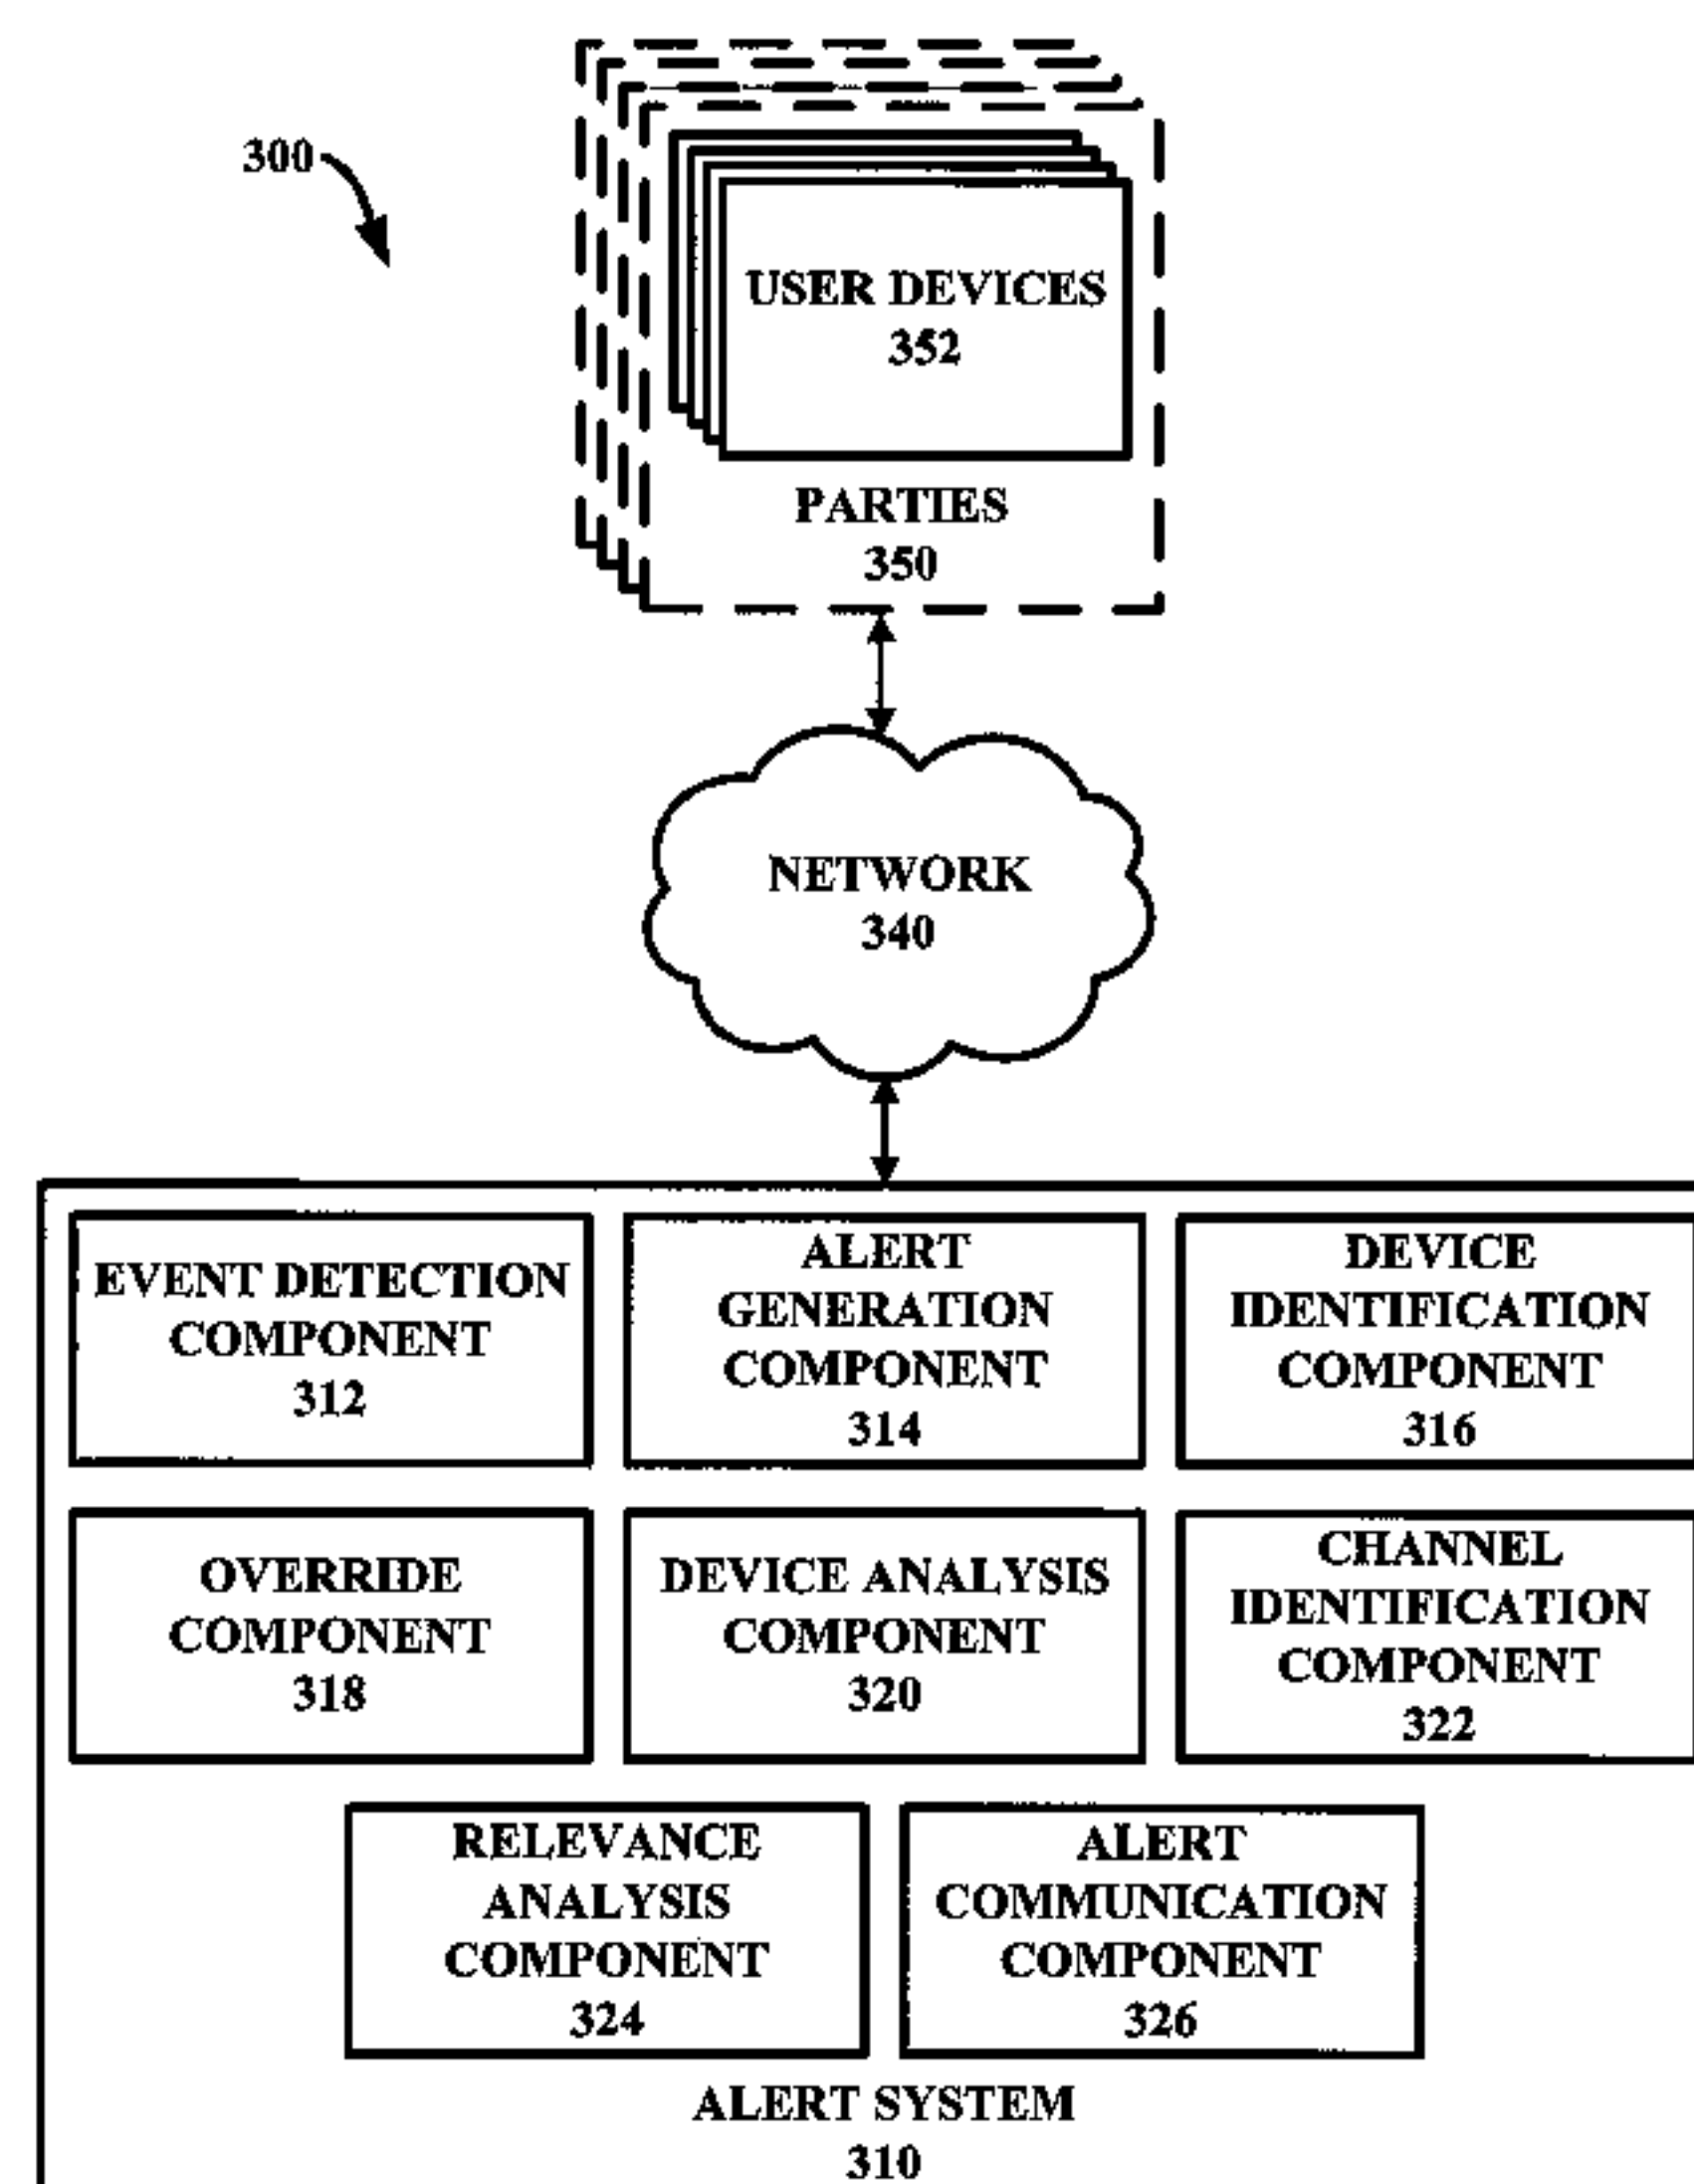 300
USER DEVICES
352
PARTIES
350
NETWORK
340
EVENT DETECTION
COMPONENT
312
ALERT
GENERATION
COMPONENT
314
DEVICE
IDENTIFICATION
COMPONENT
316
OVERRIDE
COMPONENT
318
DEVICE ANALYSIS
COMPONENT
320
CHANNEL
IDENTIFICATION
COMPONENT
322
RELEVANCE
ANALYSIS
COMPONENT
324
ALERT
COMMUNICATION
COMPONENT
326
ALERT SYSTEM
310